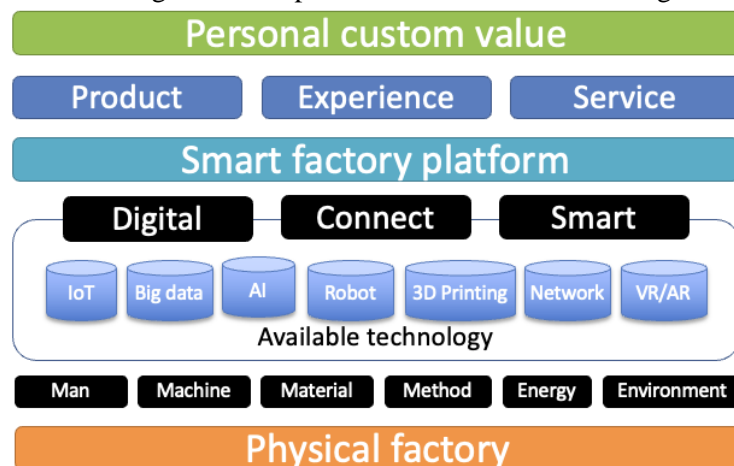 Personal custom value
Product Experience Service
Smart factory platform
Digital Connect Smart
IoT Big data AI Robot 3D Printing Network VR/AR
Available technology
Man Machine Material Method Energy Environment
Physical factory